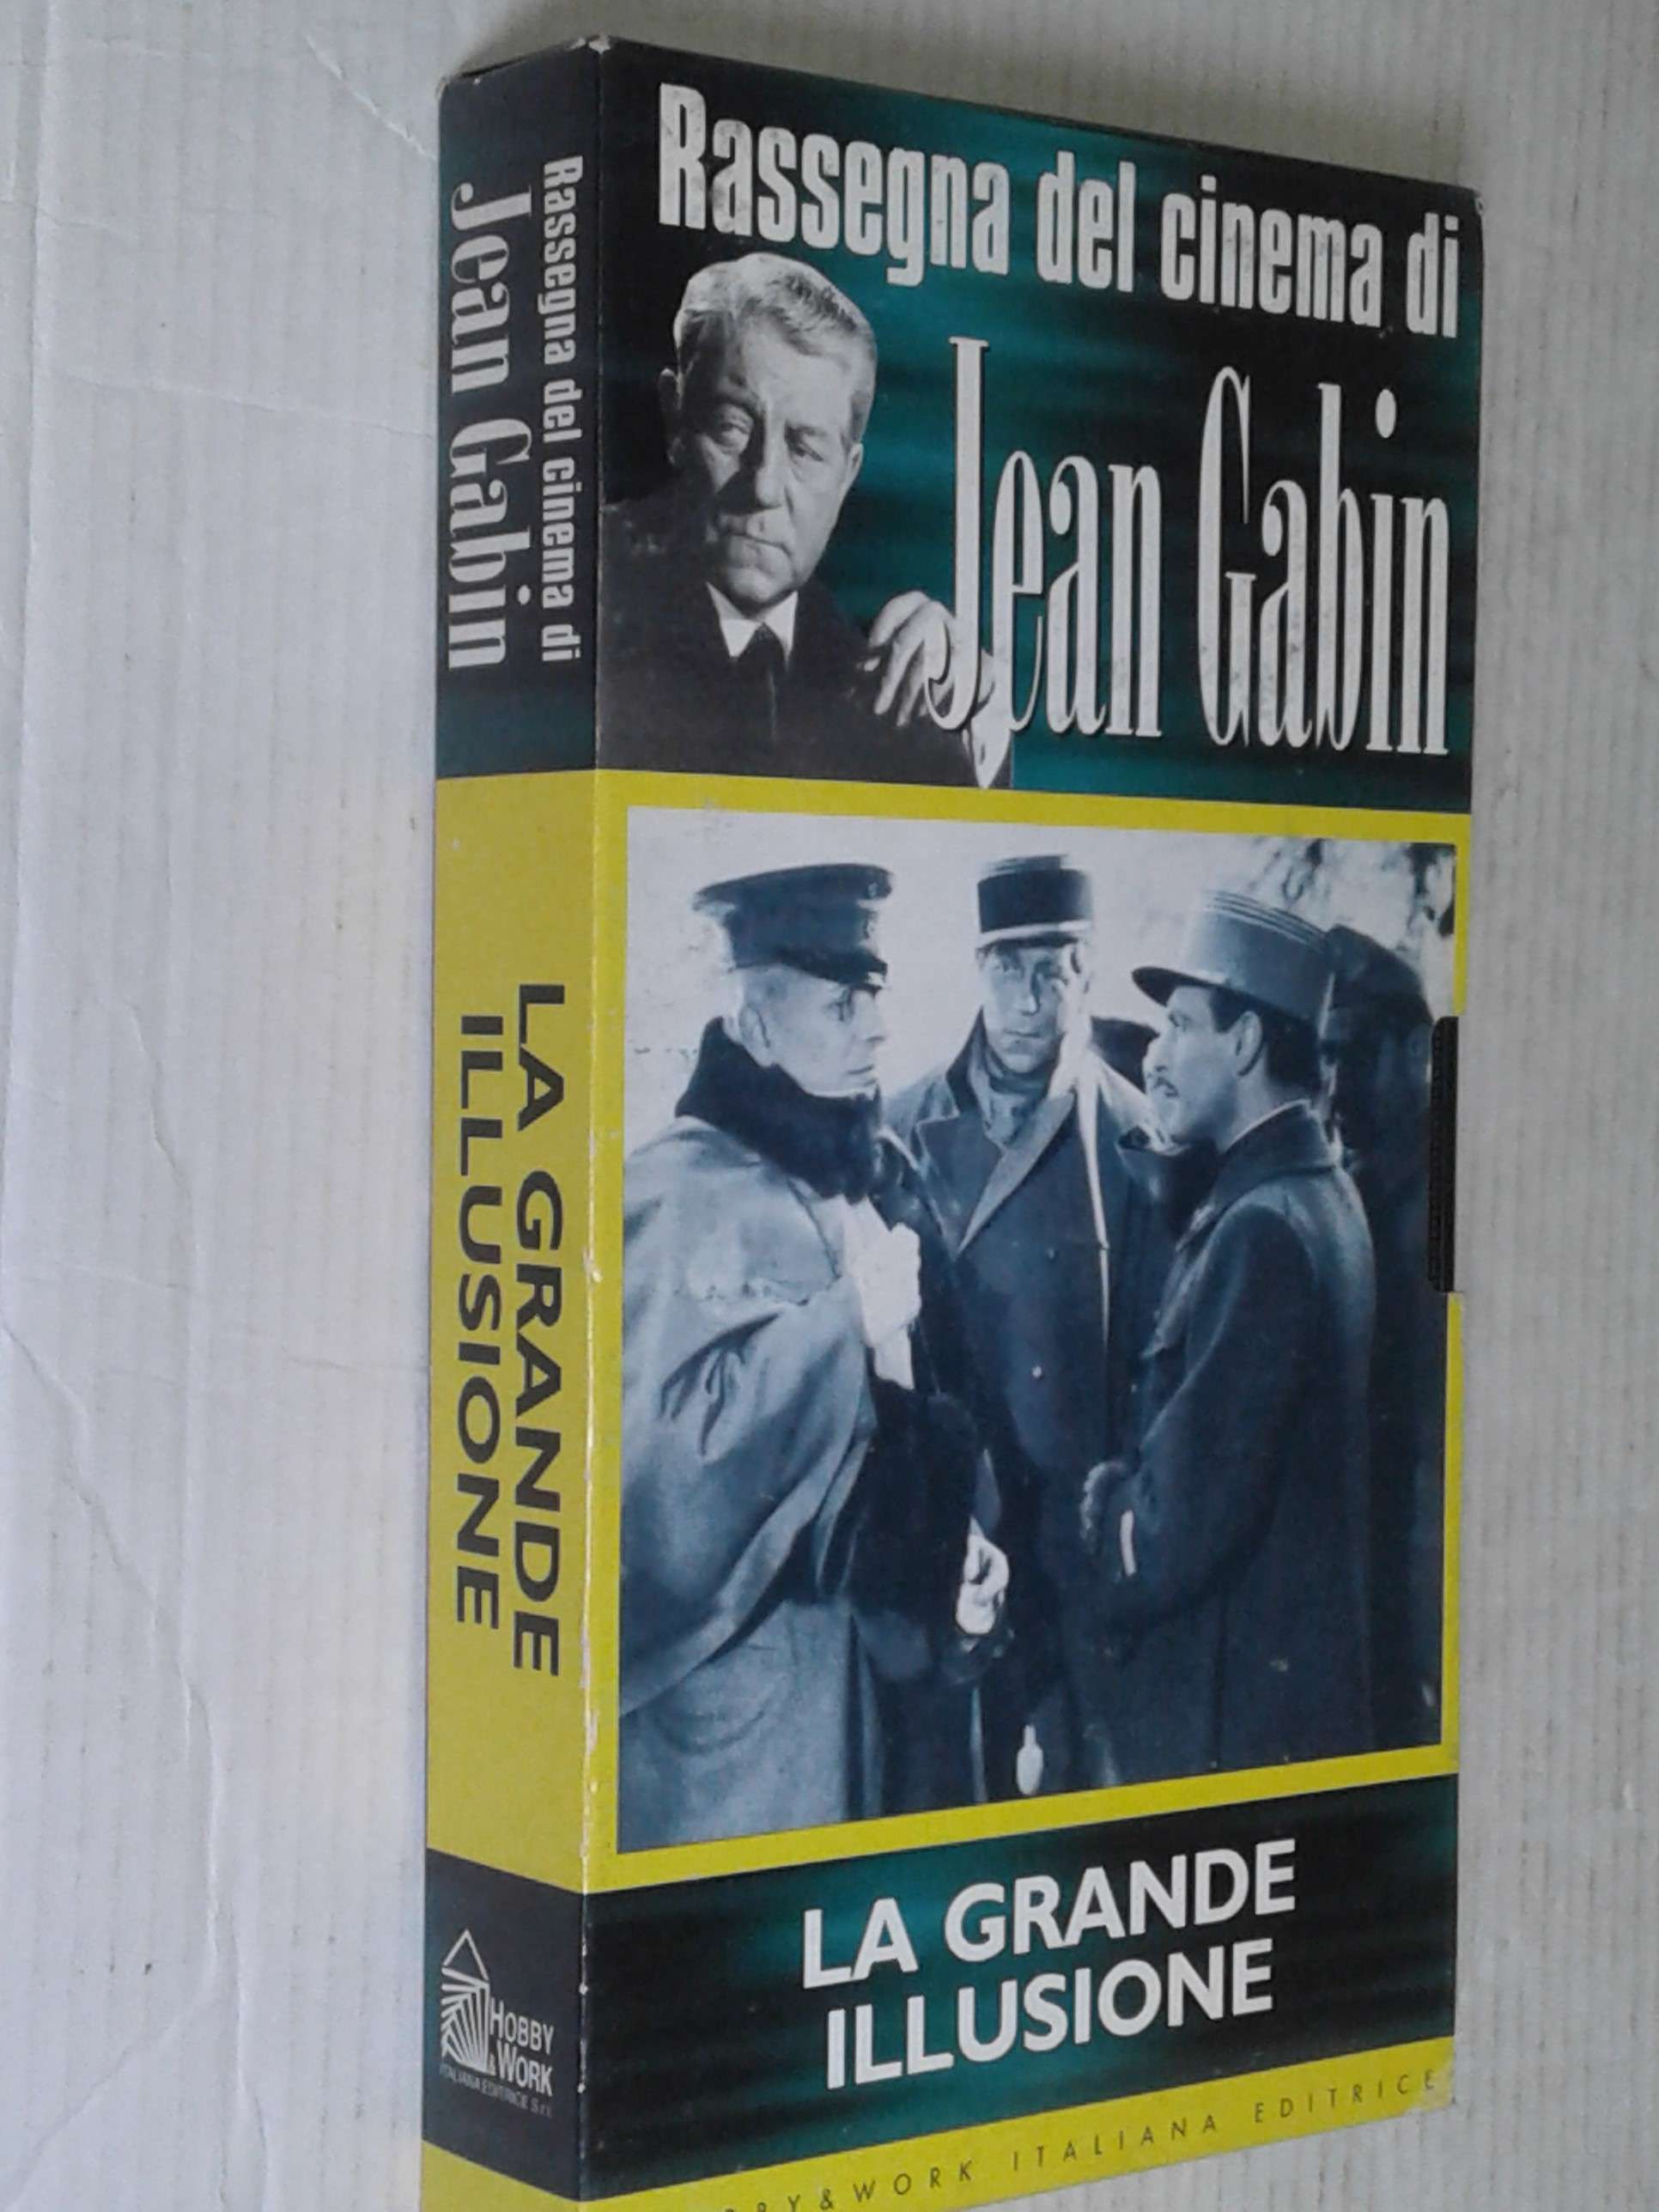 Rassegna del cinema di
Jean Gabin
LA GRANDE
ILLUSIONE
HOBBY
& WORK
ITALIANA EDITRICE S.r.l.
Rassegna del cinema di
Jean Gabin
LA GRANDE
ILLUSIONE
& WORK ITALIANA EDITRICE